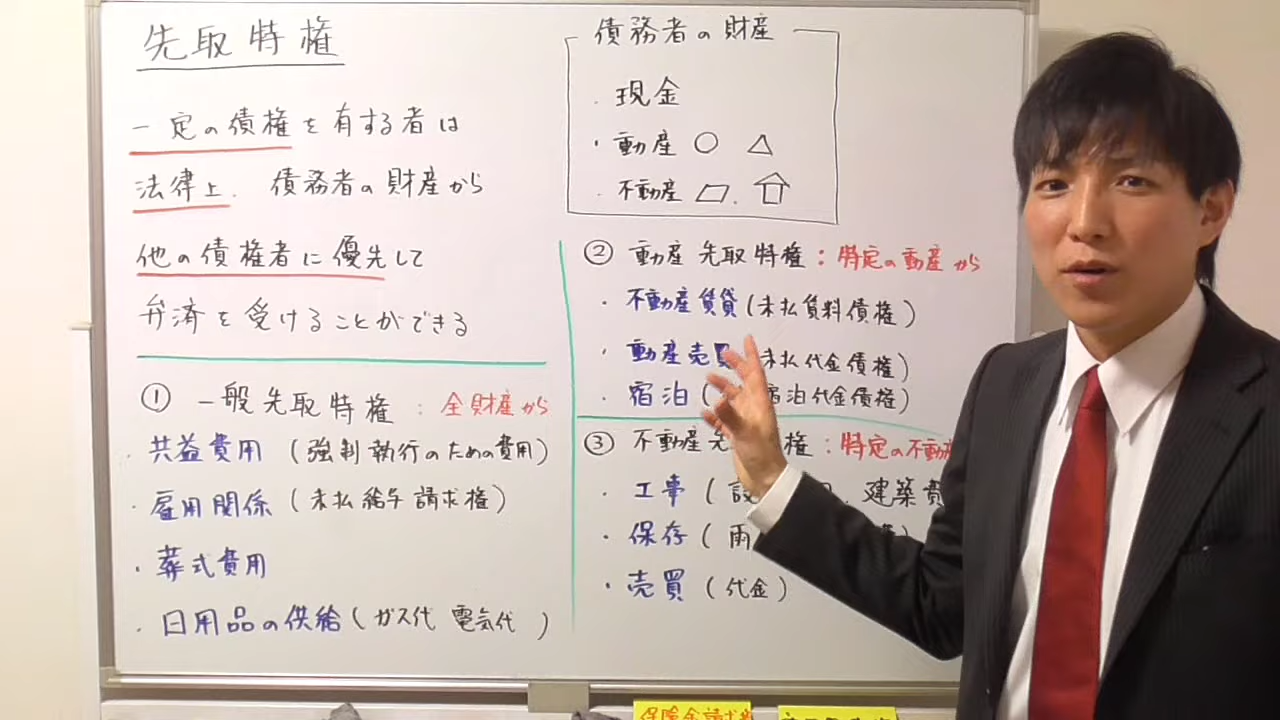 先取特権
一定の債権を有する者は
法律上. 債務者の財産から
他の債権者に優先して
弁済を受けることができる
① 一般先取特権 : 全財産から
・共益費用 (強制執行のための費用)
・雇用関係 (未払給与請求権)
・葬式費用
・日用品の供給 (ガス代 電気代 )
債務者の財産
・現金
・動産 ○ △
・不動産
② 動産先取特権 : 特定の動産から
・不動産賃貸 (未払賃料債権)
・動産売買 未払代金債権)
・宿泊 ( 宿泊代金債権)
③ 不動産先 権 : 特定の不動
・工事 (設 建築費
・保存 (雨
・売買 (代金)
保険金請求